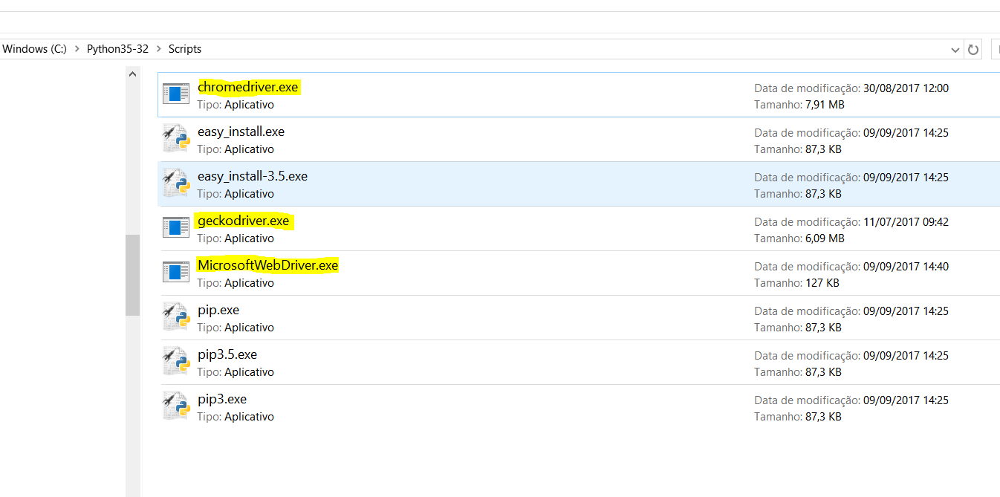 Windows (C:) > Python35-32 > Scripts
chromedriver.exe
Tipo: Aplicativo
Data de modificação: 30/08/2017 12:00
Tamanho: 7,91 MB
easy_install.exe
Tipo: Aplicativo
Data de modificação: 09/09/2017 14:25
Tamanho: 87,3 KB
easy_install-3.5.exe
Tipo: Aplicativo
Data de modificação: 09/09/2017 14:25
Tamanho: 87,3 KB
geckodriver.exe
Tipo: Aplicativo
Data de modificação: 11/07/2017 09:42
Tamanho: 6,09 MB
MicrosoftWebDriver.exe
Tipo: Aplicativo
Data de modificação: 09/09/2017 14:40
Tamanho: 127 KB
pip.exe
Tipo: Aplicativo
Data de modificação: 09/09/2017 14:25
Tamanho: 87,3 KB
pip3.5.exe
Tipo: Aplicativo
Data de modificação: 09/09/2017 14:25
Tamanho: 87,3 KB
pip3.exe
Tipo: Aplicativo
Data de modificação: 09/09/2017 14:25
Tamanho: 87,3 KB